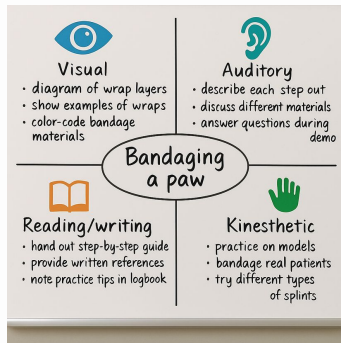 Visual
• diagram of wrap layers
• show examples of wraps
• color-code bandage
materials
Auditory
• describe each step out
• discuss different materials
• answer questions during
demo
Bandaging
a paw
Reading/writing
• hand out step-by-step guide
• provide written references
• note practice tips in logbook
Kinesthetic
• practice on models
• bandage real patients
• try different types
of splints